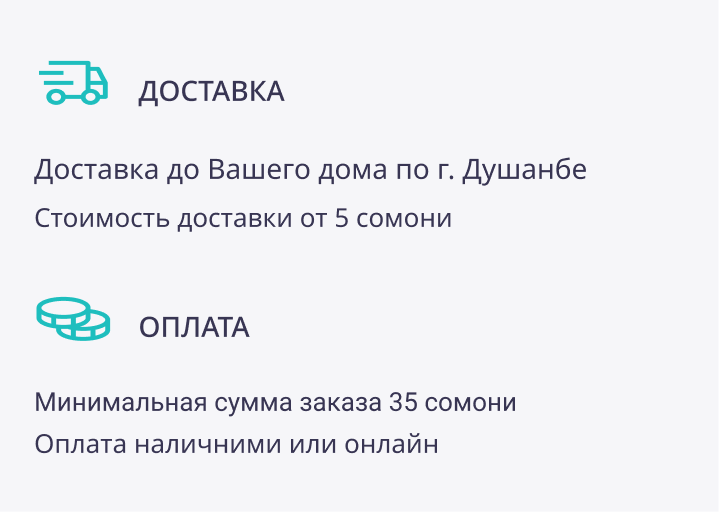 ДОСТАВКА
Доставка до Вашего дома по г. Душанбе
Стоимость доставки от 5 сомони
ОПЛАТА
Минимальная сумма заказа 35 сомони
Оплата наличними или онлайн